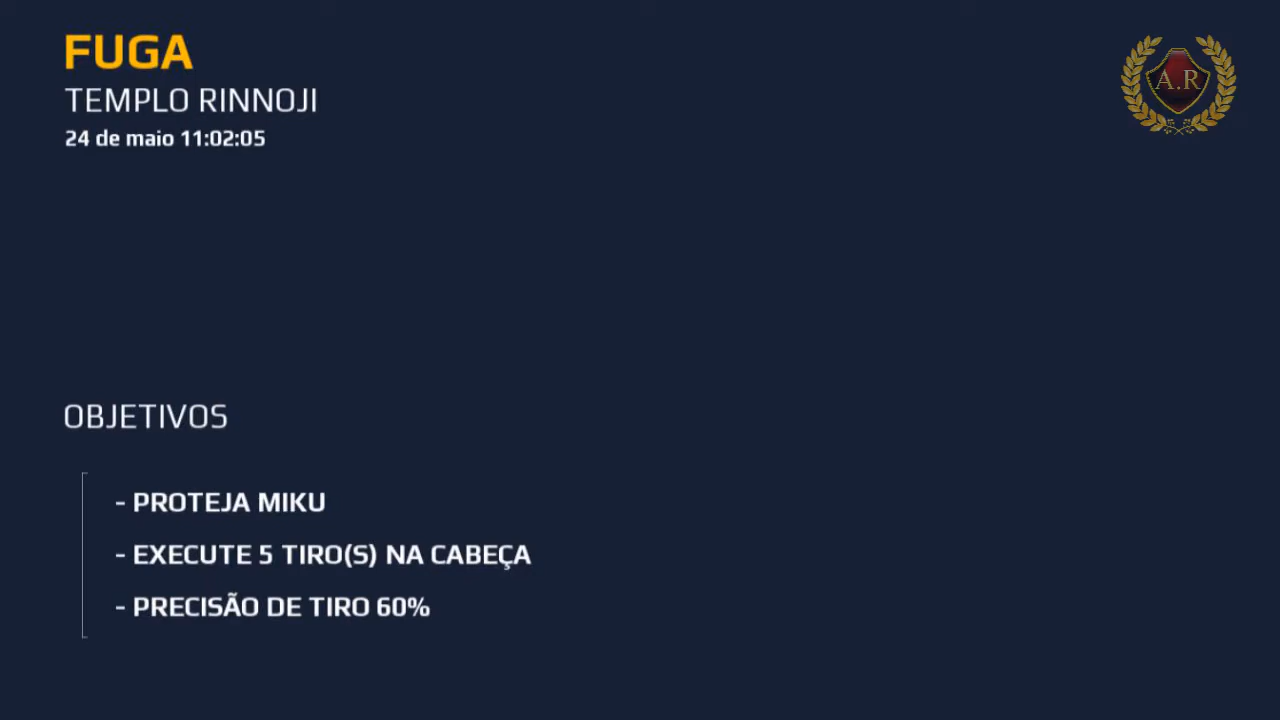 FUGA
TEMPLO RINNOJI
24 de maio 11:02:05
A.R
OBJETIVOS
- PROTEJA MIKU
- EXECUTE 5 TIRO(S) NA CABEÇA
- PRECISÃO DE TIRO 60%